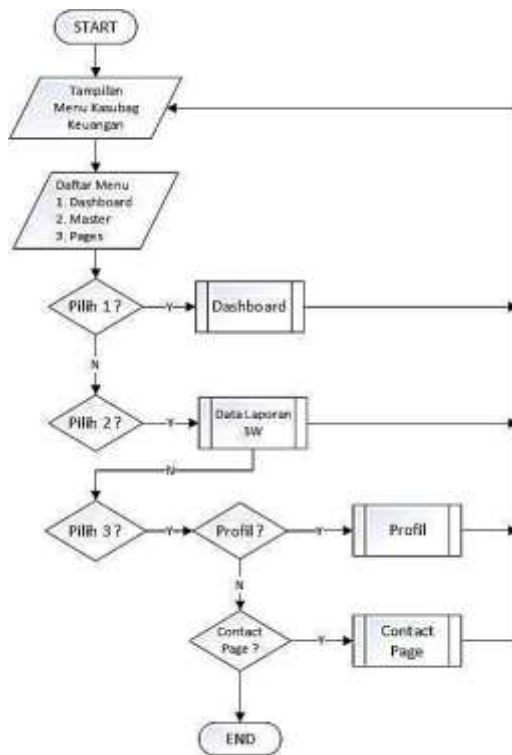 START
Tampilan
Menu Kasubag
Keuangan
Daftar Menu
1. Dashboard
2. Master
3. Pages
Pilih 1 ?
Y
Dashboard
N
Pilih 2 ?
Y
Data Laporan
SW
N
Pilih 3 ?
Y
Profil ?
Y
Profil
N
Contact
Page ?
Y
Contact
Page
END